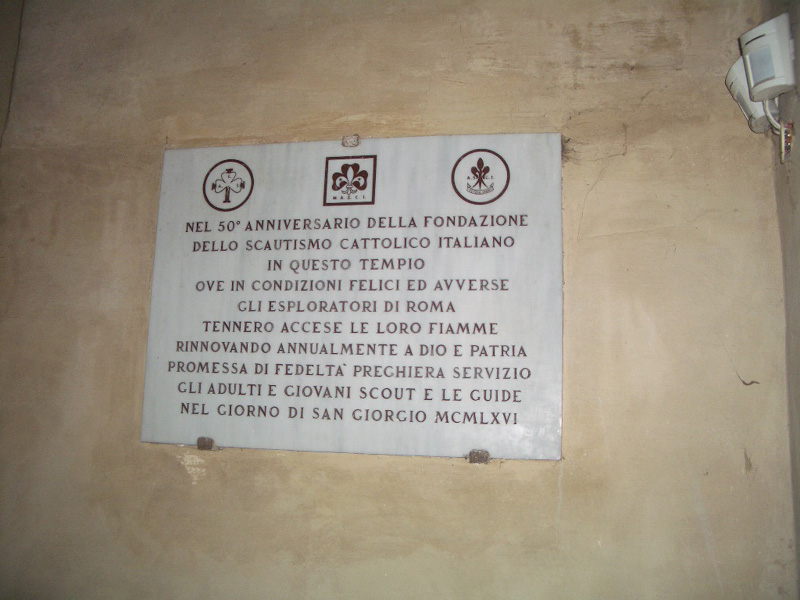 M.A.S.C.I.
NEL 50° ANNIVERSARIO DELLA FONDAZIONE
DELLO SCAUTISMO CATTOLICO ITALIANO
IN QUESTO TEMPIO
OVE IN CONDIZIONI FELICI ED AVVERSE
GLI ESPLORATORI DI ROMA
TENNERO ACCESE LE LORO FIAMME
RINNOVANDO ANNUALMENTE A DIO E PATRIA
PROMESSA DI FEDELTA` PREGHIERA SERVIZIO
GLI ADULTI E GIOVANI SCOUT E LE GUIDE
NEL GIORNO DI SAN GIORGIO MCMLXVI